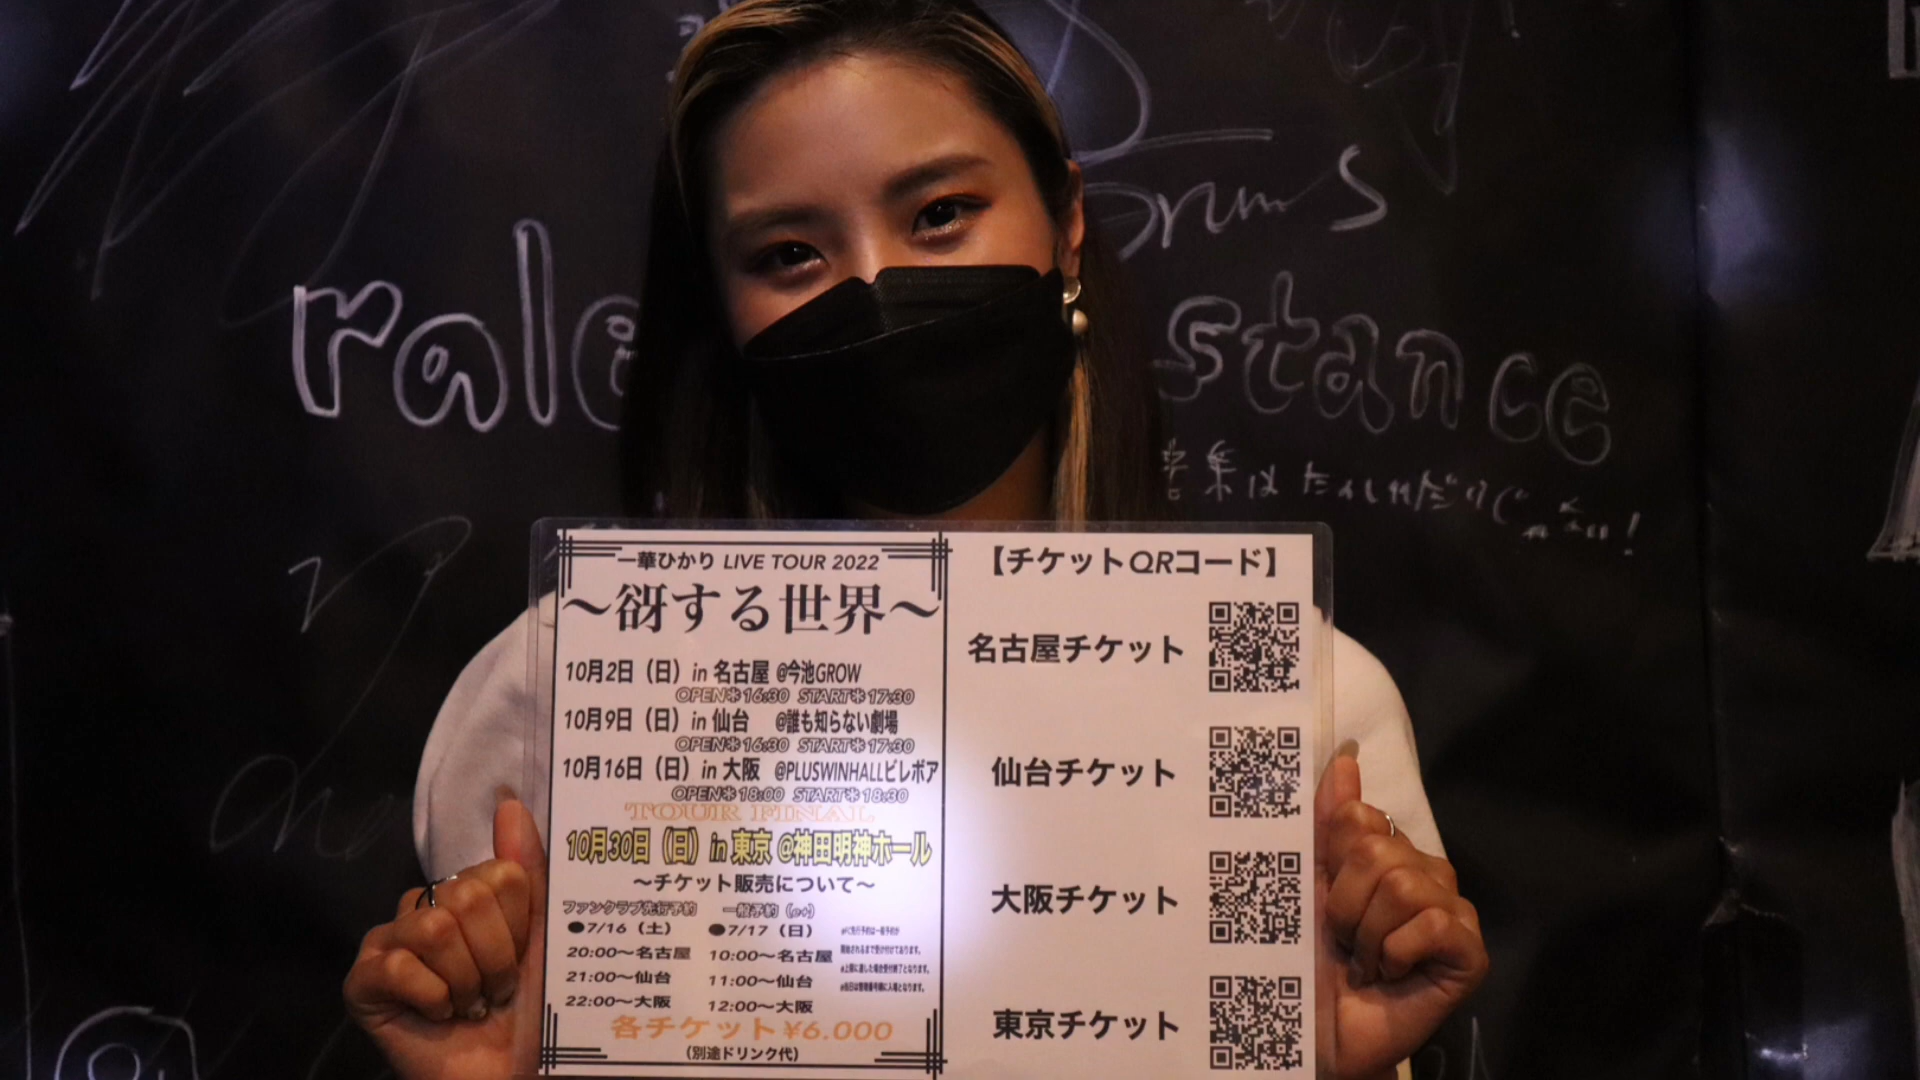 rums
rale
stance
一華ひかり LIVE TOUR 2022
〜谺する世界〜
10月2日（日）in 名古屋 @今池GROW
OPEN＊16:30 START＊17:30
10月9日（日）in 仙台 @誰も知らない劇場
OPEN＊16:30 START＊17:30
10月16日（日）in 大阪 @PLUSWINHALLビレボア
OPEN＊18:00 START＊18:30
TOUR FINAL
10月30日（日）in 東京 @神田明神ホール
〜チケット販売について〜
ファンクラブ先行予約 一般予約（e+）
●7/16（土） ●7/17（日）
20:00〜名古屋 10:00〜名古屋
21:00〜仙台 11:00〜仙台
22:00〜大阪 12:00〜大阪
各チケット¥6.000
（別途ドリンク代）
【チケットQRコード】
名古屋チケット
仙台チケット
大阪チケット
東京チケット